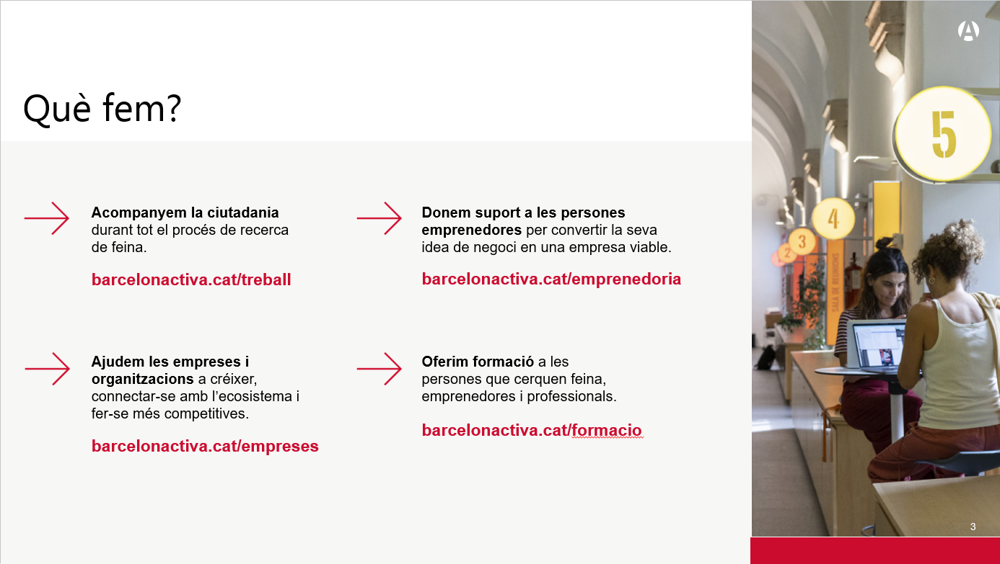 Què fem?
Acompanyem la ciutadania
durant tot el procés de recerca
de feina.
barcelonactiva.cat/treball
Donem suport a les persones
emprenedores per convertir la seva
idea de negoci en una empresa viable.
barcelonactiva.cat/emprenedoria
Ajudem les empreses i
organitzacions a créixer,
connectar-se amb l’ecosistema i
fer-se més competitives.
barcelonactiva.cat/empreses
Oferim formació a les
persones que cerquen feina,
emprenedores i professionals.
barcelonactiva.cat/formacio
5
4
3
2
SALA DE REUNIONS
3